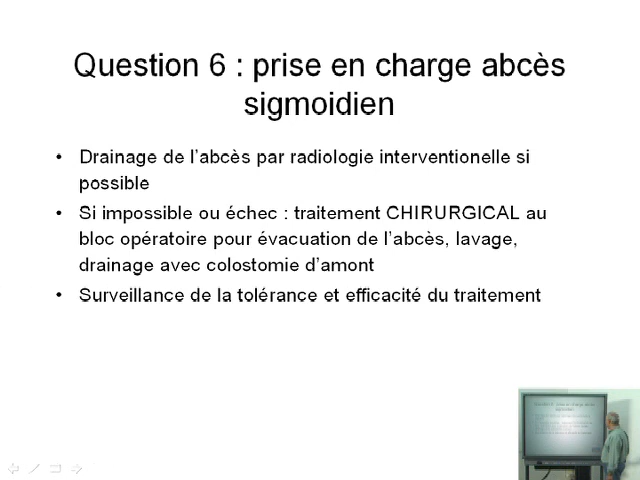 Question 6 : prise en charge abcès
sigmoidien
• Drainage de l'abcès par radiologie interventionelle si
possible
• Si impossible ou échec : traitement CHIRURGICAL au
bloc opératoire pour évacuation de l'abcès, lavage,
drainage avec colostomie d'amont
• Surveillance de la tolérance et efficacité du traitement